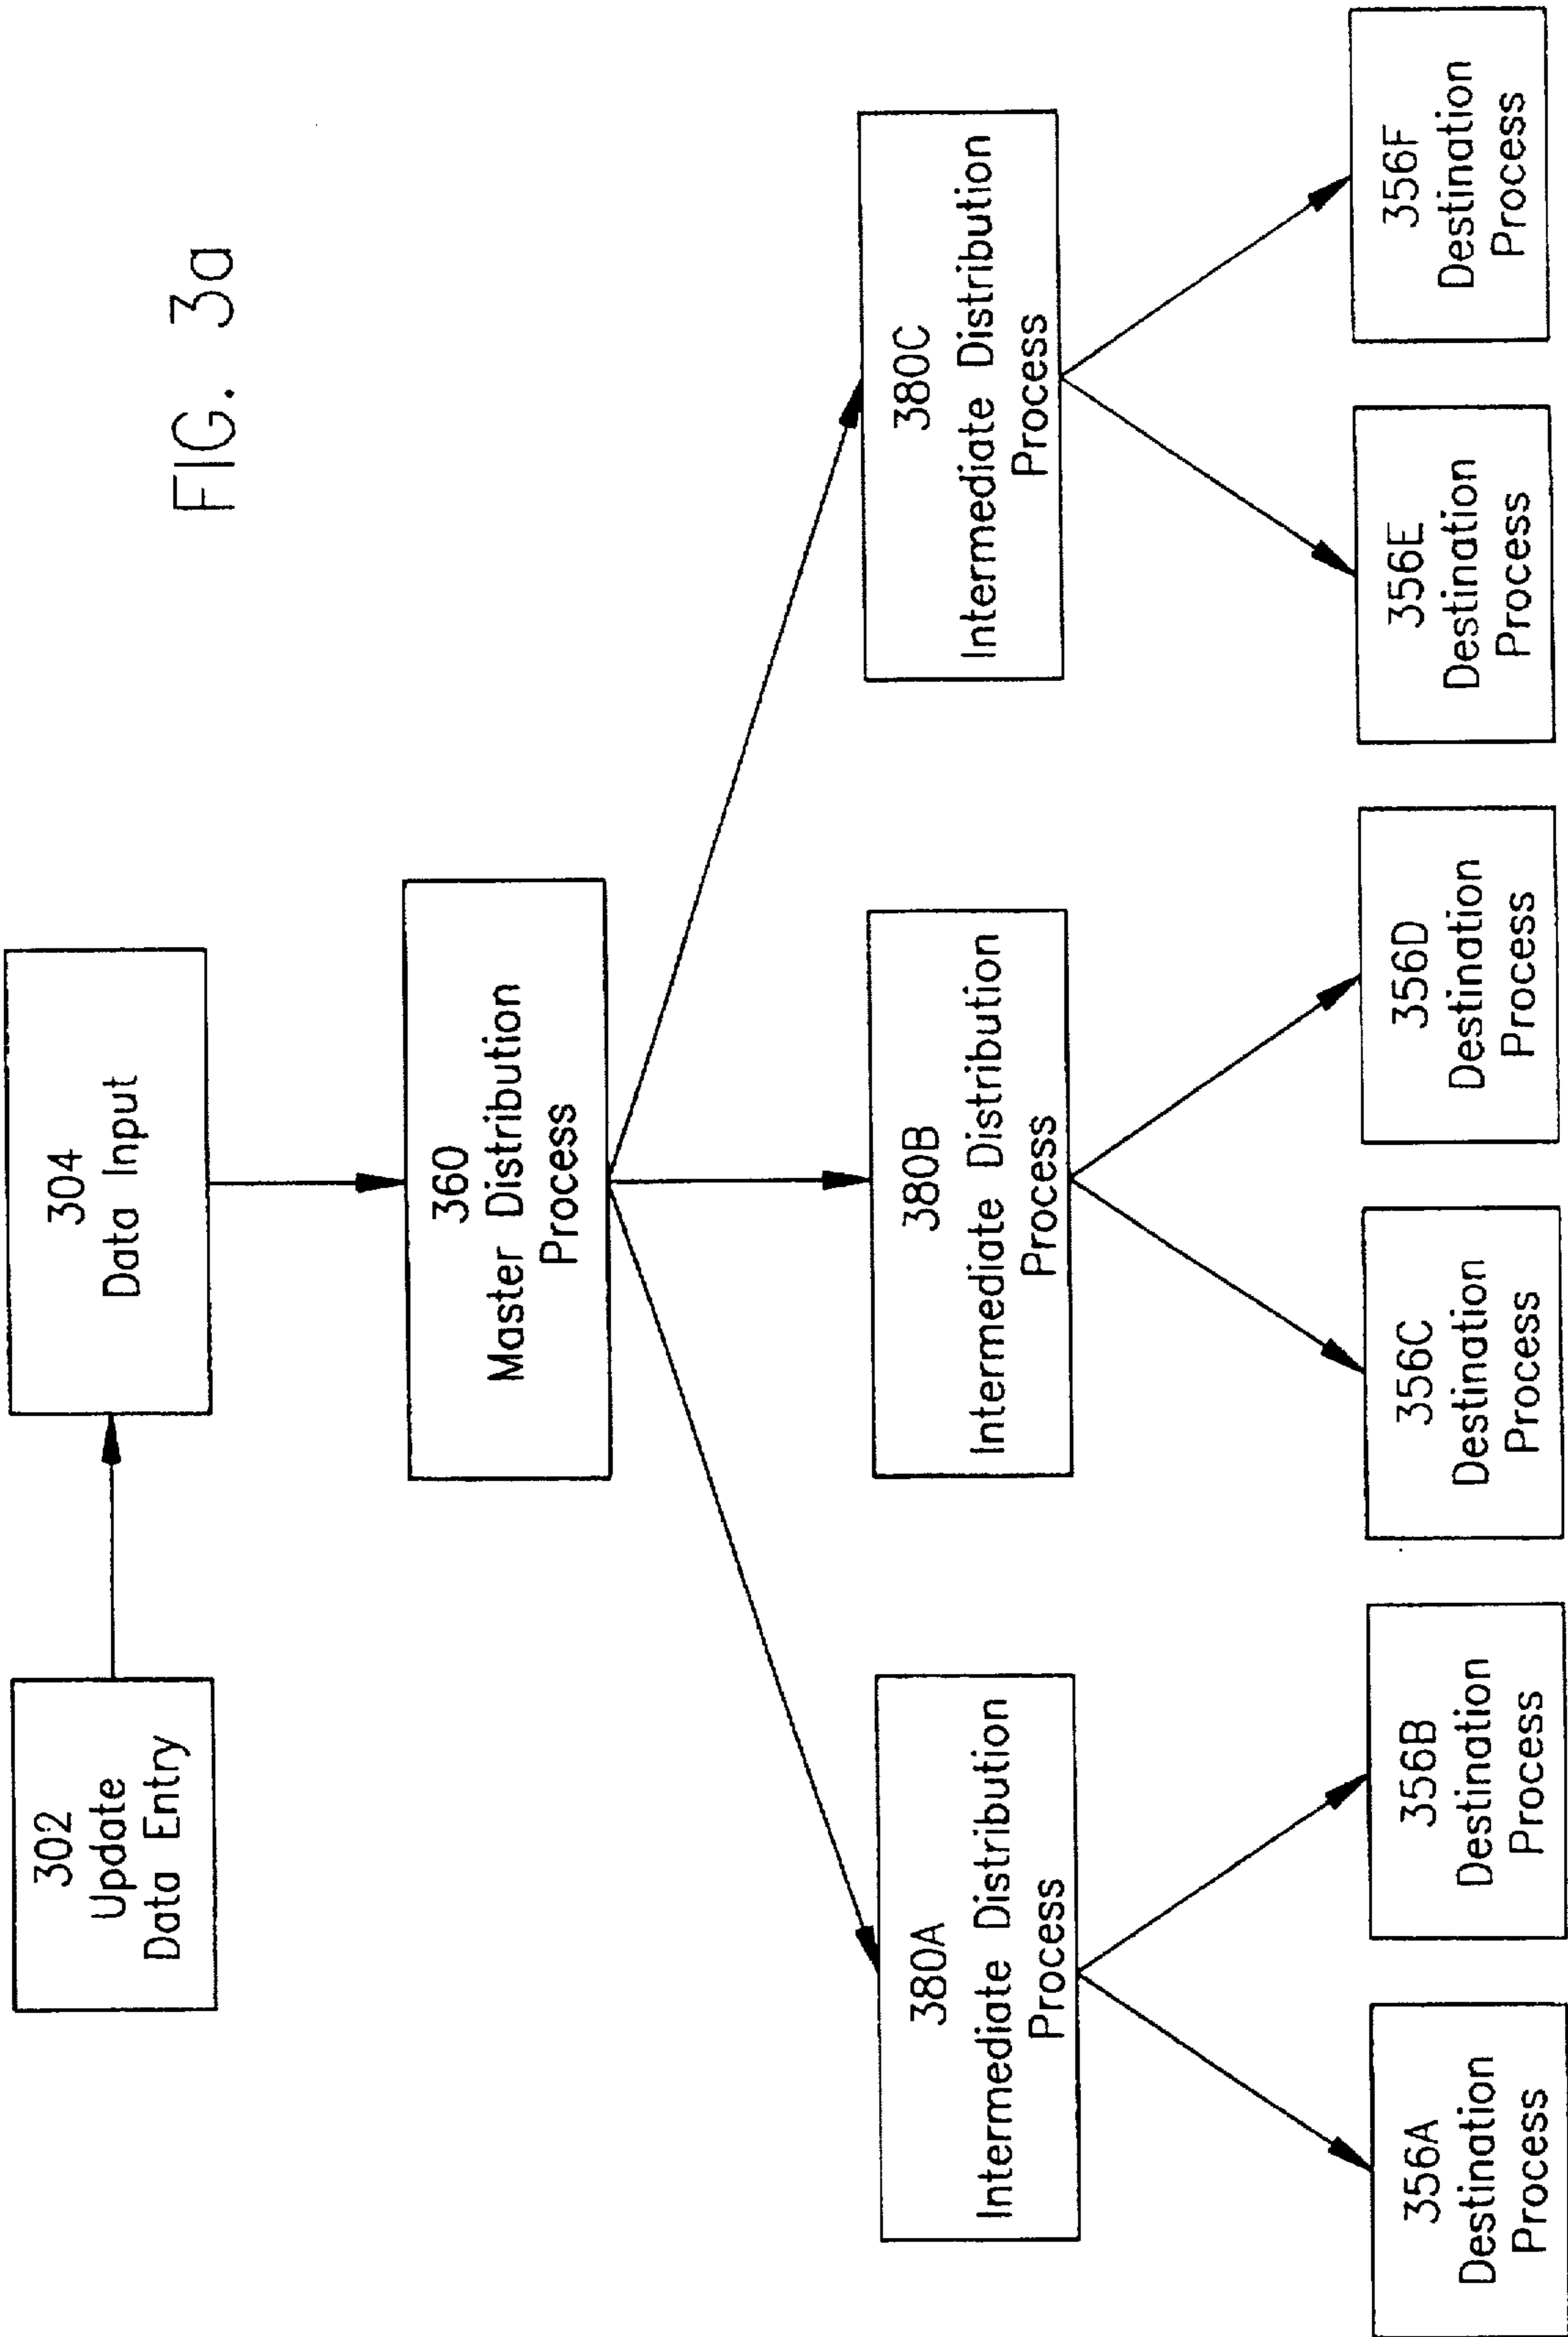 FIG. 3a
302
Update
Data Entry
304
Data Input
360
Master Distribution
Process
380A
Intermediate Distribution
Process
380B
Intermediate Distribution
Process
380C
Intermediate Distribution
Process
356A
Destination
Process
356B
Destination
Process
356C
Destination
Process
356D
Destination
Process
356E
Destination
Process
356F
Destination
Process